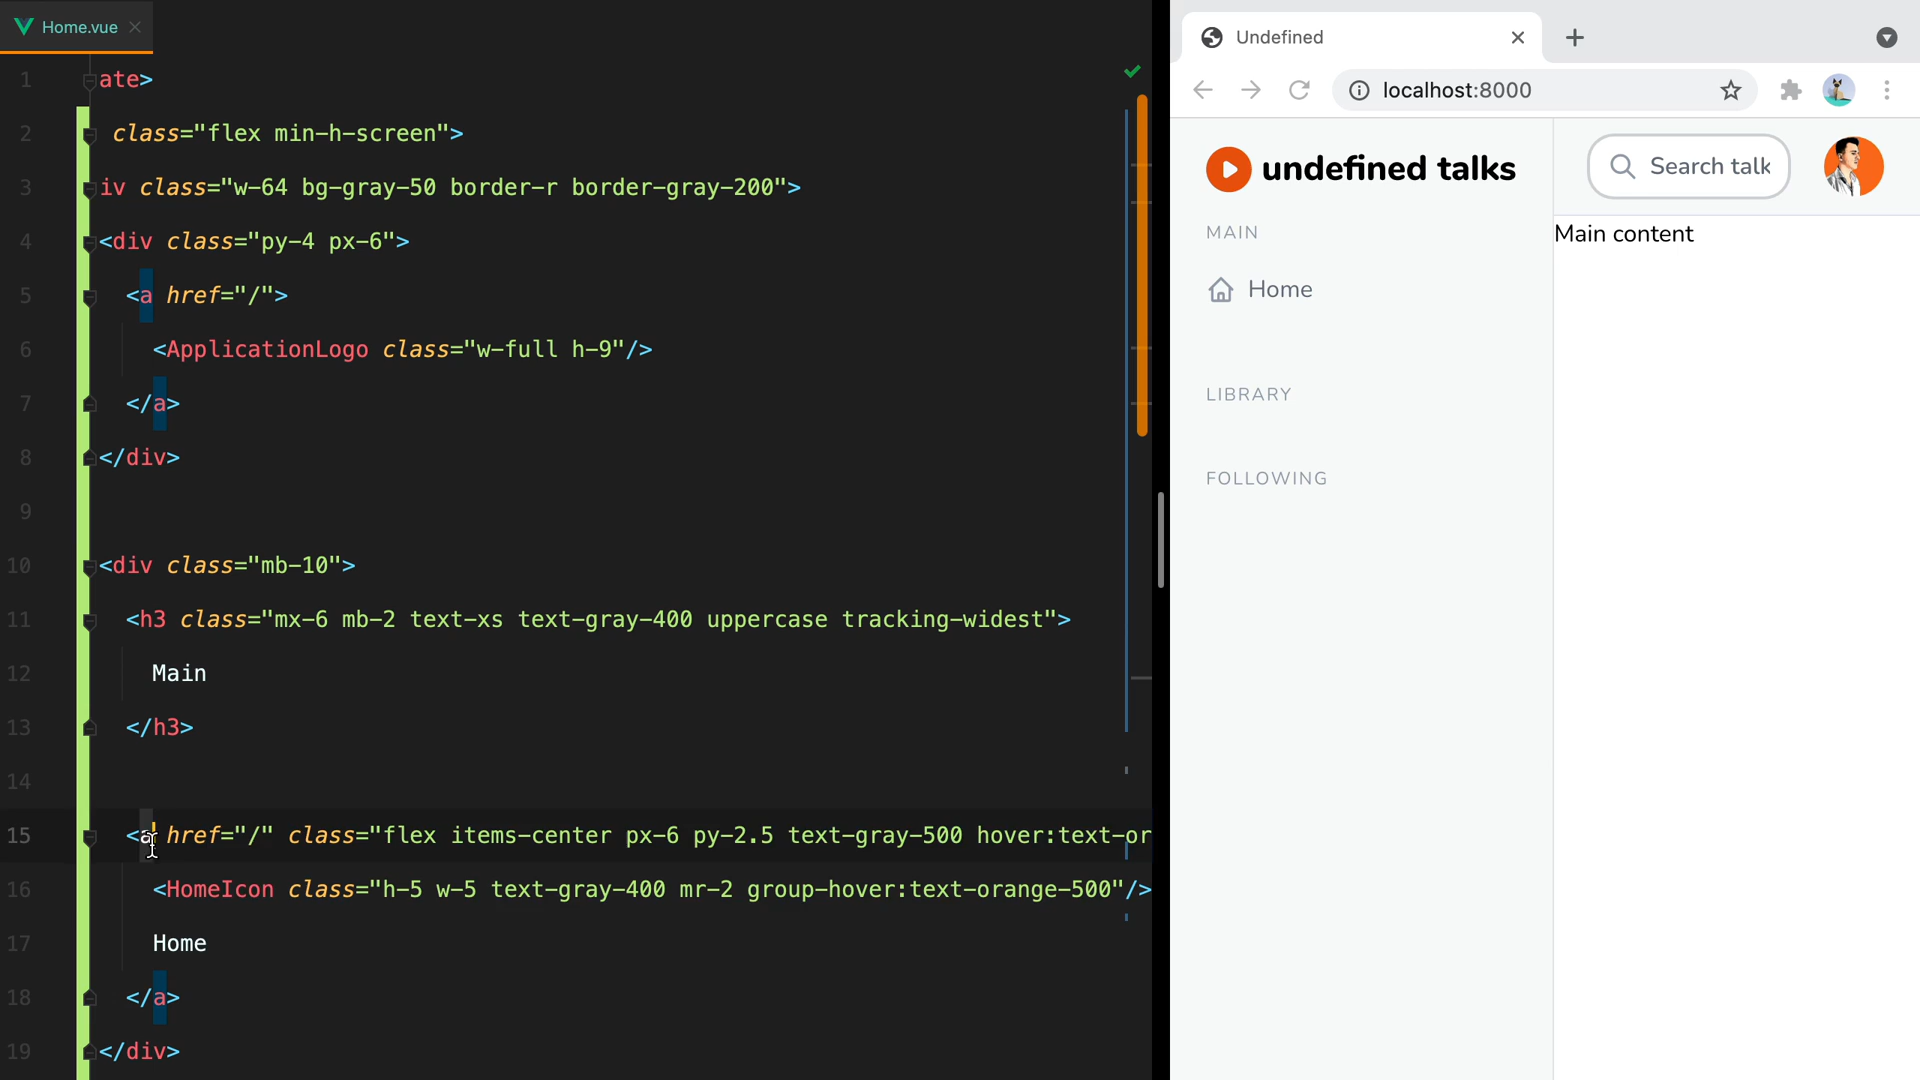 Home.vue
1 ate>
2 class="flex min-h-screen">
3 iv class="w-64 bg-gray-50 border-r border-gray-200">
4 <div class="py-4 px-6">
5 <a href="/">
6 <ApplicationLogo class="w-full h-9"/>
7 </a>
8 </div>
9
10 <div class="mb-10">
11 <h3 class="mx-6 mb-2 text-xs text-gray-400 uppercase tracking-widest">
12 Main
13 </h3>
14
15 <a href="/" class="flex items-center px-6 py-2.5 text-gray-500 hover:text-or
16 <HomeIcon class="h-5 w-5 text-gray-400 mr-2 group-hover:text-orange-500"/>
17 Home
18 </a>
19 </div>
Undefined
localhost:8000
undefined talks
Search talk
MAIN
Main content
Home
LIBRARY
FOLLOWING